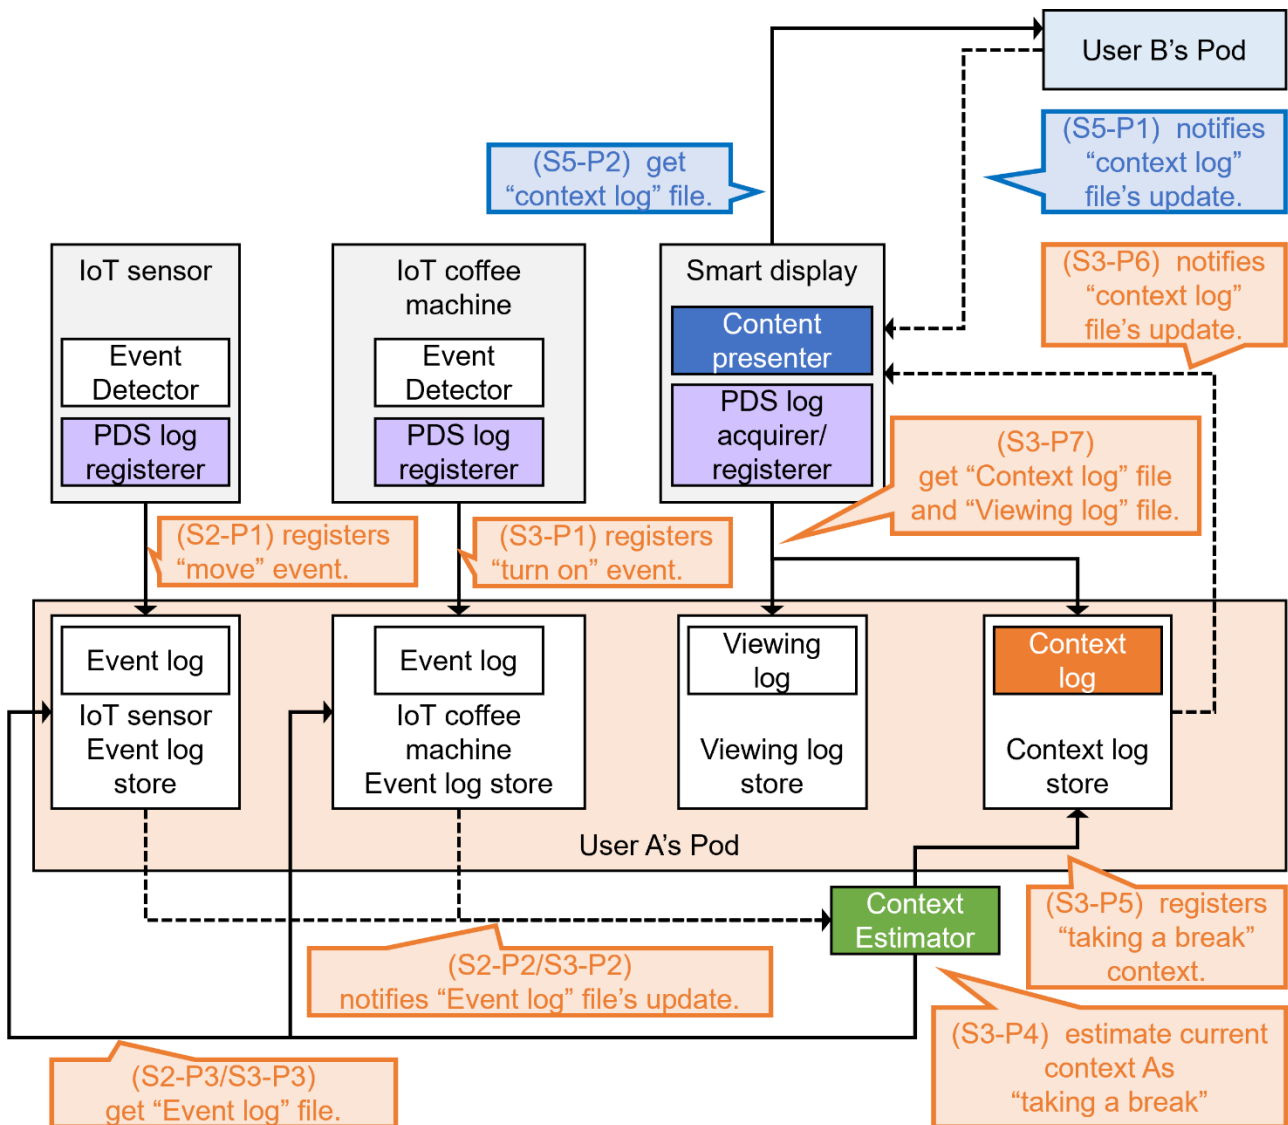 User B’s Pod
(S5-P1) notifies
“context log”
file’s update.
(S5-P2) get
“context log” file.
IoT sensor
Event
Detector
PDS log
registerer
IoT coffee
machine
Event
Detector
PDS log
registerer
Smart display
Content
presenter
PDS log
acquirer/
registerer
(S3-P6) notifies
“context log”
file’s update.
(S3-P7)
get “Context log” file
and “Viewing log” file.
(S2-P1) registers
“move” event.
(S3-P1) registers
“turn on” event.
Event log
IoT sensor
Event log
store
Event log
IoT coffee
machine
Event log store
Viewing
log
Viewing log
store
Context
log
Context log
store
User A’s Pod
Context
Estimator
(S3-P5) registers
“taking a break”
context.
(S2-P2/S3-P2)
notifies “Event log” file’s update.
(S3-P4) estimate current
context As
“taking a break”
(S2-P3/S3-P3)
get “Event log” file.